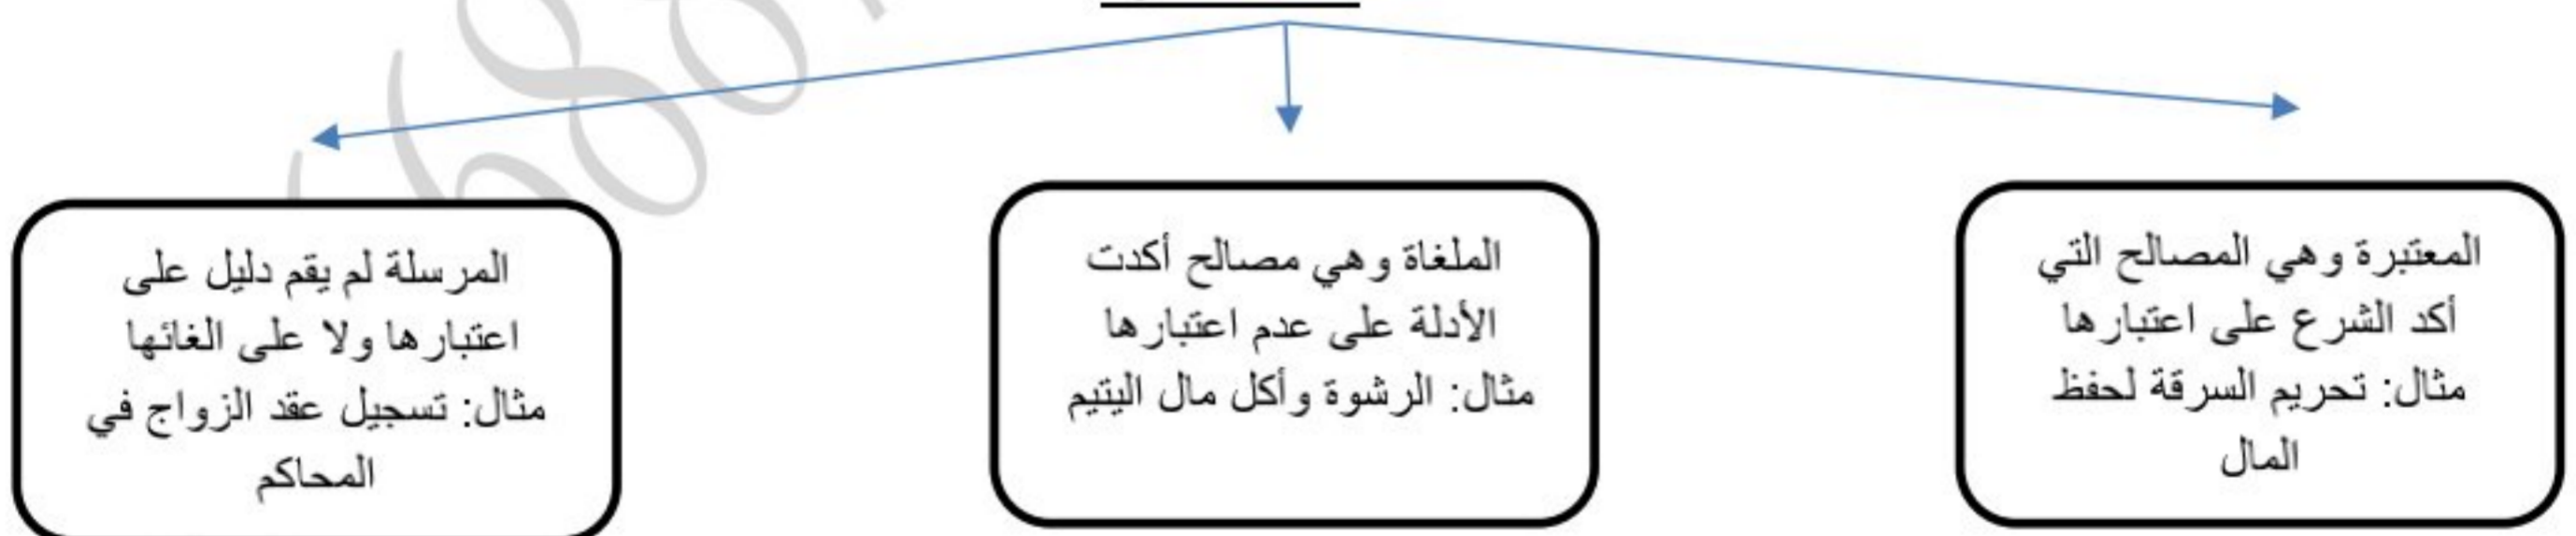 المعتبرة وهي المصالح التي
أكد الشرع على اعتبارها
مثال: تحريم السرقة لحفظ
المال
الملغاة وهي مصالح أكدت
الأدلة على عدم اعتبارها
مثال: الرشوة وأكل مال اليتيم
المرسلة لم يقم دليل على
اعتبارها ولا على الغائها
مثال: تسجيل عقد الزواج في
المحاكم